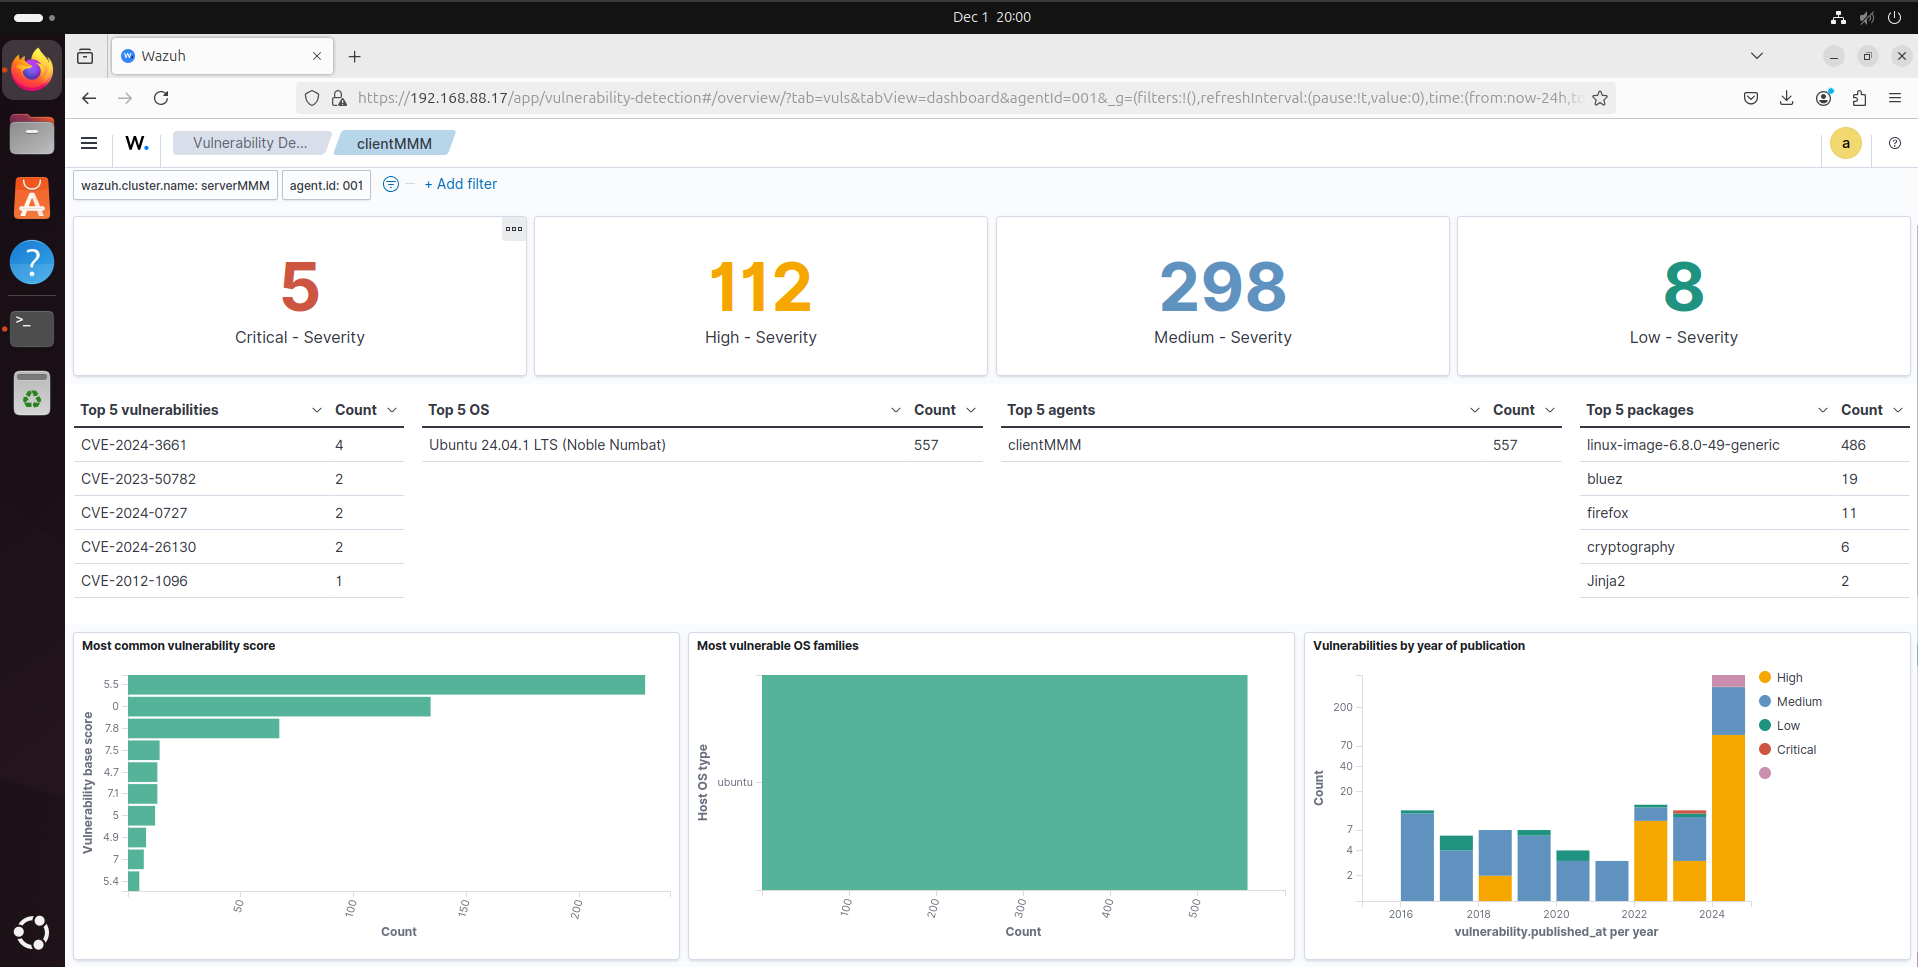 Dec 1 20:00
Wazuh
https://192.168.88.17/app/vulnerability-detection#/overview/?tab=vuls&tabView=dashboard&agentId=001&_g=(filters:!(),refreshInterval:(pause:!t,value:0),time:(from:now-24h,to
W. Vulnerability De... clientMMM a
wazuh.cluster.name: serverMMM agent.id: 001 + Add filter
5 112 298 8
Critical - Severity High - Severity Medium - Severity Low - Severity
Top 5 vulnerabilities Count Top 5 OS Count Top 5 agents Count Top 5 packages Count
CVE-2024-3661 4 Ubuntu 24.04.1 LTS (Noble Numbat) 557 clientMMM 557 linux-image-6.8.0-49-generic 486
CVE-2023-50782 2 bluez 19
CVE-2024-0727 2 firefox 11
CVE-2024-26130 2 cryptography 6
CVE-2012-1096 1 Jinja2 2
Most common vulnerability score
Vulnerability base score
5.5
0
7.8
7.5
4.7
7.1
5
4.9
7
5.4
50 100 150 200
Count
Most vulnerable OS families
Host OS type
ubuntu
100 200 300 400 500
Count
Vulnerabilities by year of publication
Count
200
70
40
20
7
4
2
2016 2018 2020 2022 2024
vulnerability.published_at per year
High
Medium
Low
Critical